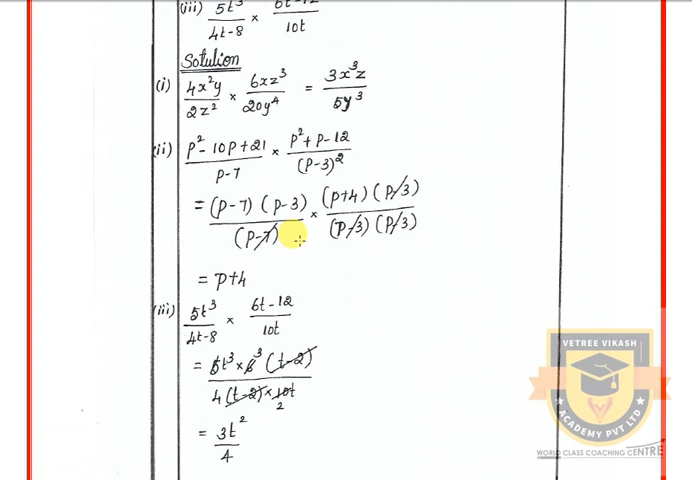 (iii) 5t³/4t-8 × 6t-12/10t
Solution
(i) 4x²y/2z² × 6xz³/20y⁴ = 3x³z/5y³
(ii) p²-10p+21/p-7 × p²+p-12/(p-3)²
= (p-7)(p-3)/(p-7) × (p+4)(p-3)/(p-3)(p-3)
= p+4
(iii) 5t³/4t-8 × 6t-12/10t
= 5t³ × 6³ (t-2)/4(t-2) × 10t 2
= 3t²/4
VETREE VIKASH
ACADEMY PVT LTD
WORLD CLASS COACHING CENTRE